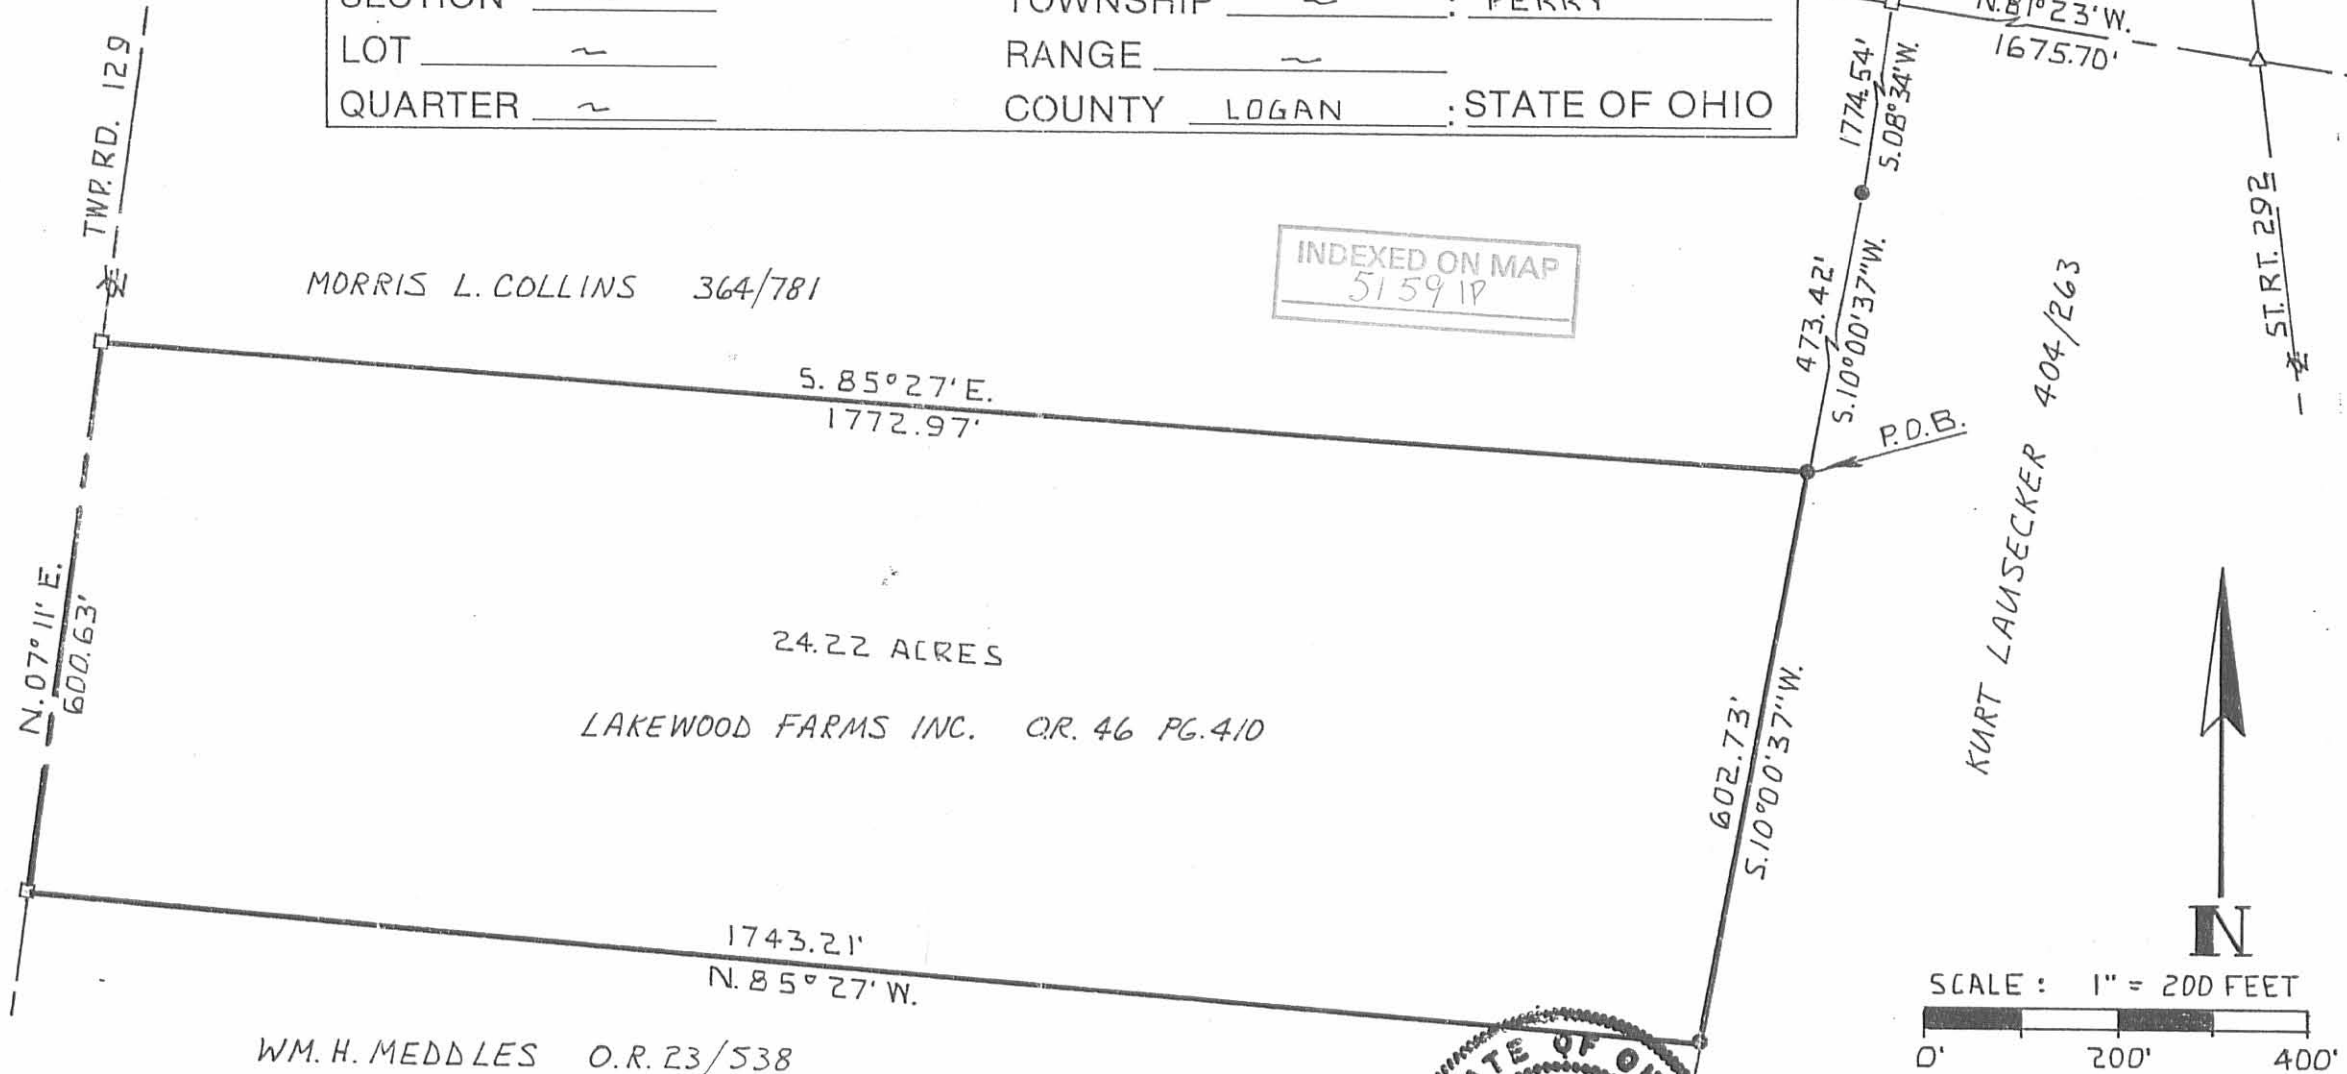 SECTION
TOWNSHIP ~ : PERRY
LOT ~
RANGE ~
QUARTER ~
COUNTY LOGAN : STATE OF OHIO
N.81°23'W.
1675.70'
1774.54'
S.08°34'W.
TWP. RD. 129
ST. RT. 292
MORRIS L. COLLINS 364/781
INDEXED ON MAP
473.42'
S.10°00'37"W.
KURT LAUSECKER 404/263
S. 85°27' E.
1772.97'
P.O.B.
N. 07° 11' E.
600.63'
24.22 ACRES
LAKEWOOD FARMS INC. O.R. 46 PG. 410
602.73'
S.10°00'37"W.
1743.21'
N. 85° 27' W.
N
SCALE : 1" = 200 FEET
0' 200' 400'
WM. H. MEDDLES O.R. 23/538